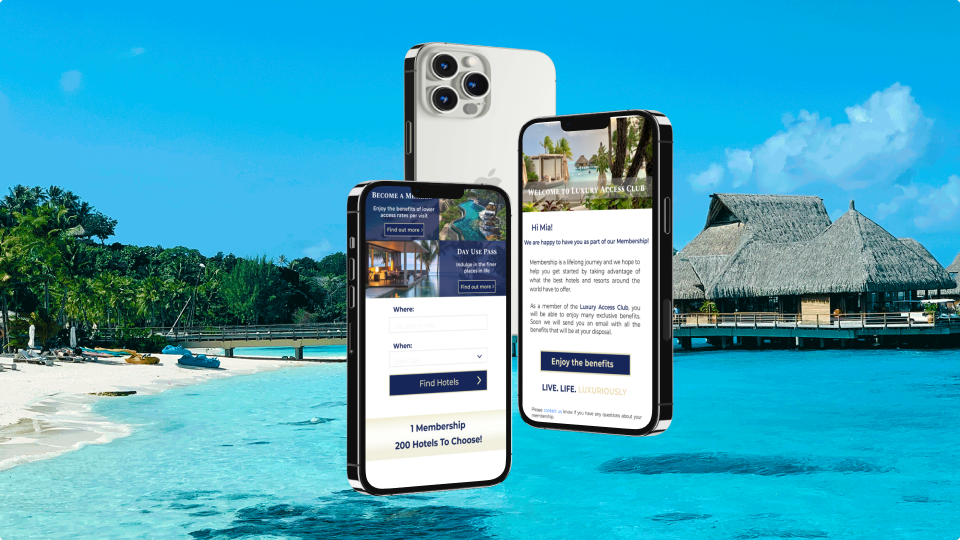 BECOME A
Enjoy the benefits of lower
access rates per visit
Find out more >
DAY USE PASS
Indulge in the finer
places in life
Find out more >
Where:
When:
Find Hotels >
1 Membership
200 Hotels To Choose!
WELCOME TO LUXURY ACCESS CLUB
Hi Mia!
We are happy to have you as part of our Membership!
Membership is a lifelong journey and we hope to
help you get started by taking advantage of
what the best hotels and resorts around the
world have to offer.
As a member of the Luxury Access Club, you
will be able to enjoy many exclusive benefits.
Soon we will send you an email with all the
benefits that will be at your disposal.
Enjoy the benefits
LIVE. LIFE. LUXURIOUSLY
Please contact us know if you have any questions about your
membership.